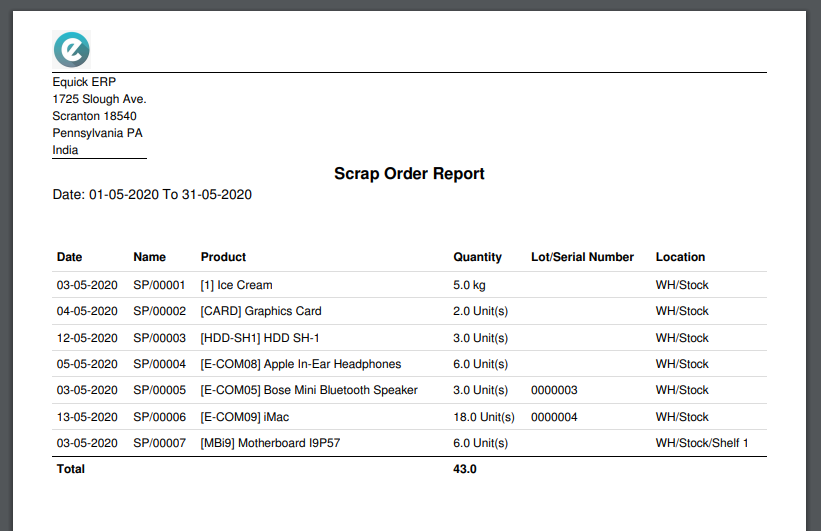 e
Equick ERP
1725 Slough Ave.
Scranton 18540
Pennsylvania PA
India
Scrap Order Report
Date: 01-05-2020 To 31-05-2020
Date Name Product Quantity Lot/Serial Number Location
03-05-2020 SP/00001 [1] Ice Cream 5.0 kg WH/Stock
04-05-2020 SP/00002 [CARD] Graphics Card 2.0 Unit(s) WH/Stock
12-05-2020 SP/00003 [HDD-SH1] HDD SH-1 3.0 Unit(s) WH/Stock
05-05-2020 SP/00004 [E-COM08] Apple In-Ear Headphones 6.0 Unit(s) WH/Stock
03-05-2020 SP/00005 [E-COM05] Bose Mini Bluetooth Speaker 3.0 Unit(s) 0000003 WH/Stock
13-05-2020 SP/00006 [E-COM09] iMac 18.0 Unit(s) 0000004 WH/Stock
03-05-2020 SP/00007 [MBi9] Motherboard I9P57 6.0 Unit(s) WH/Stock/Shelf 1
Total 43.0